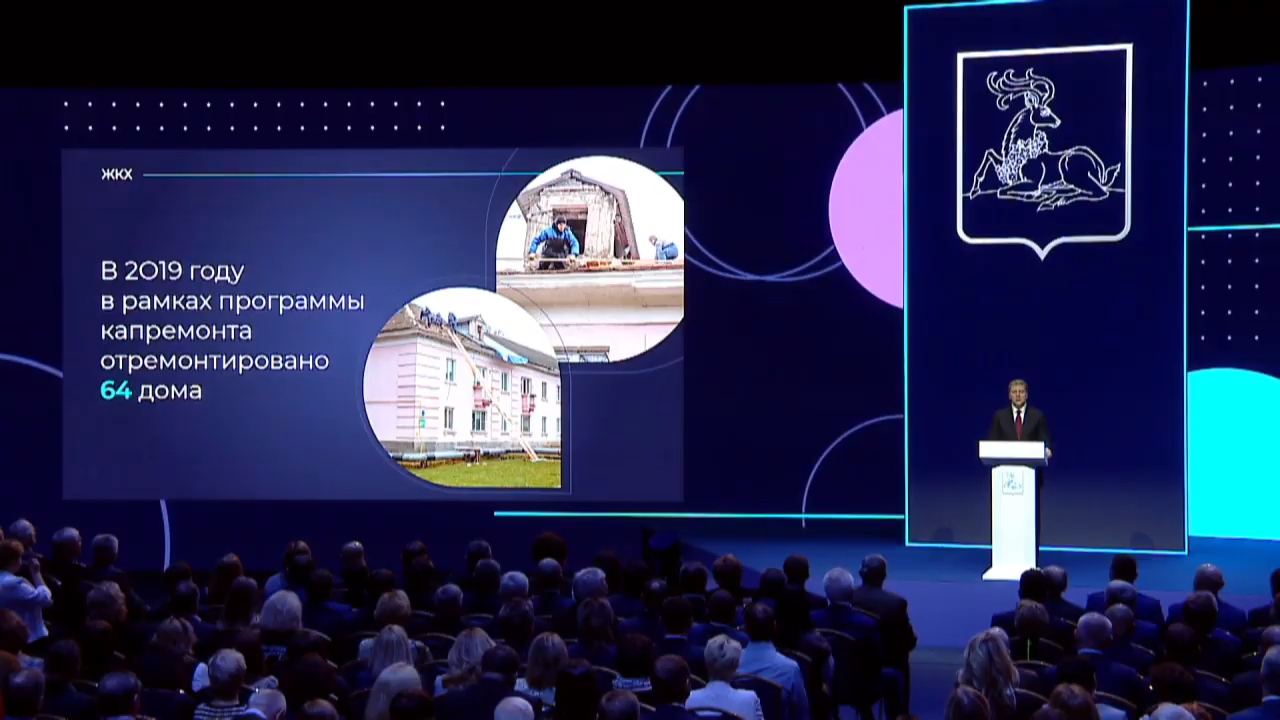 ЖКХ
В 2019 году
в рамках программы
капремонта
отремонтировано
64 дома